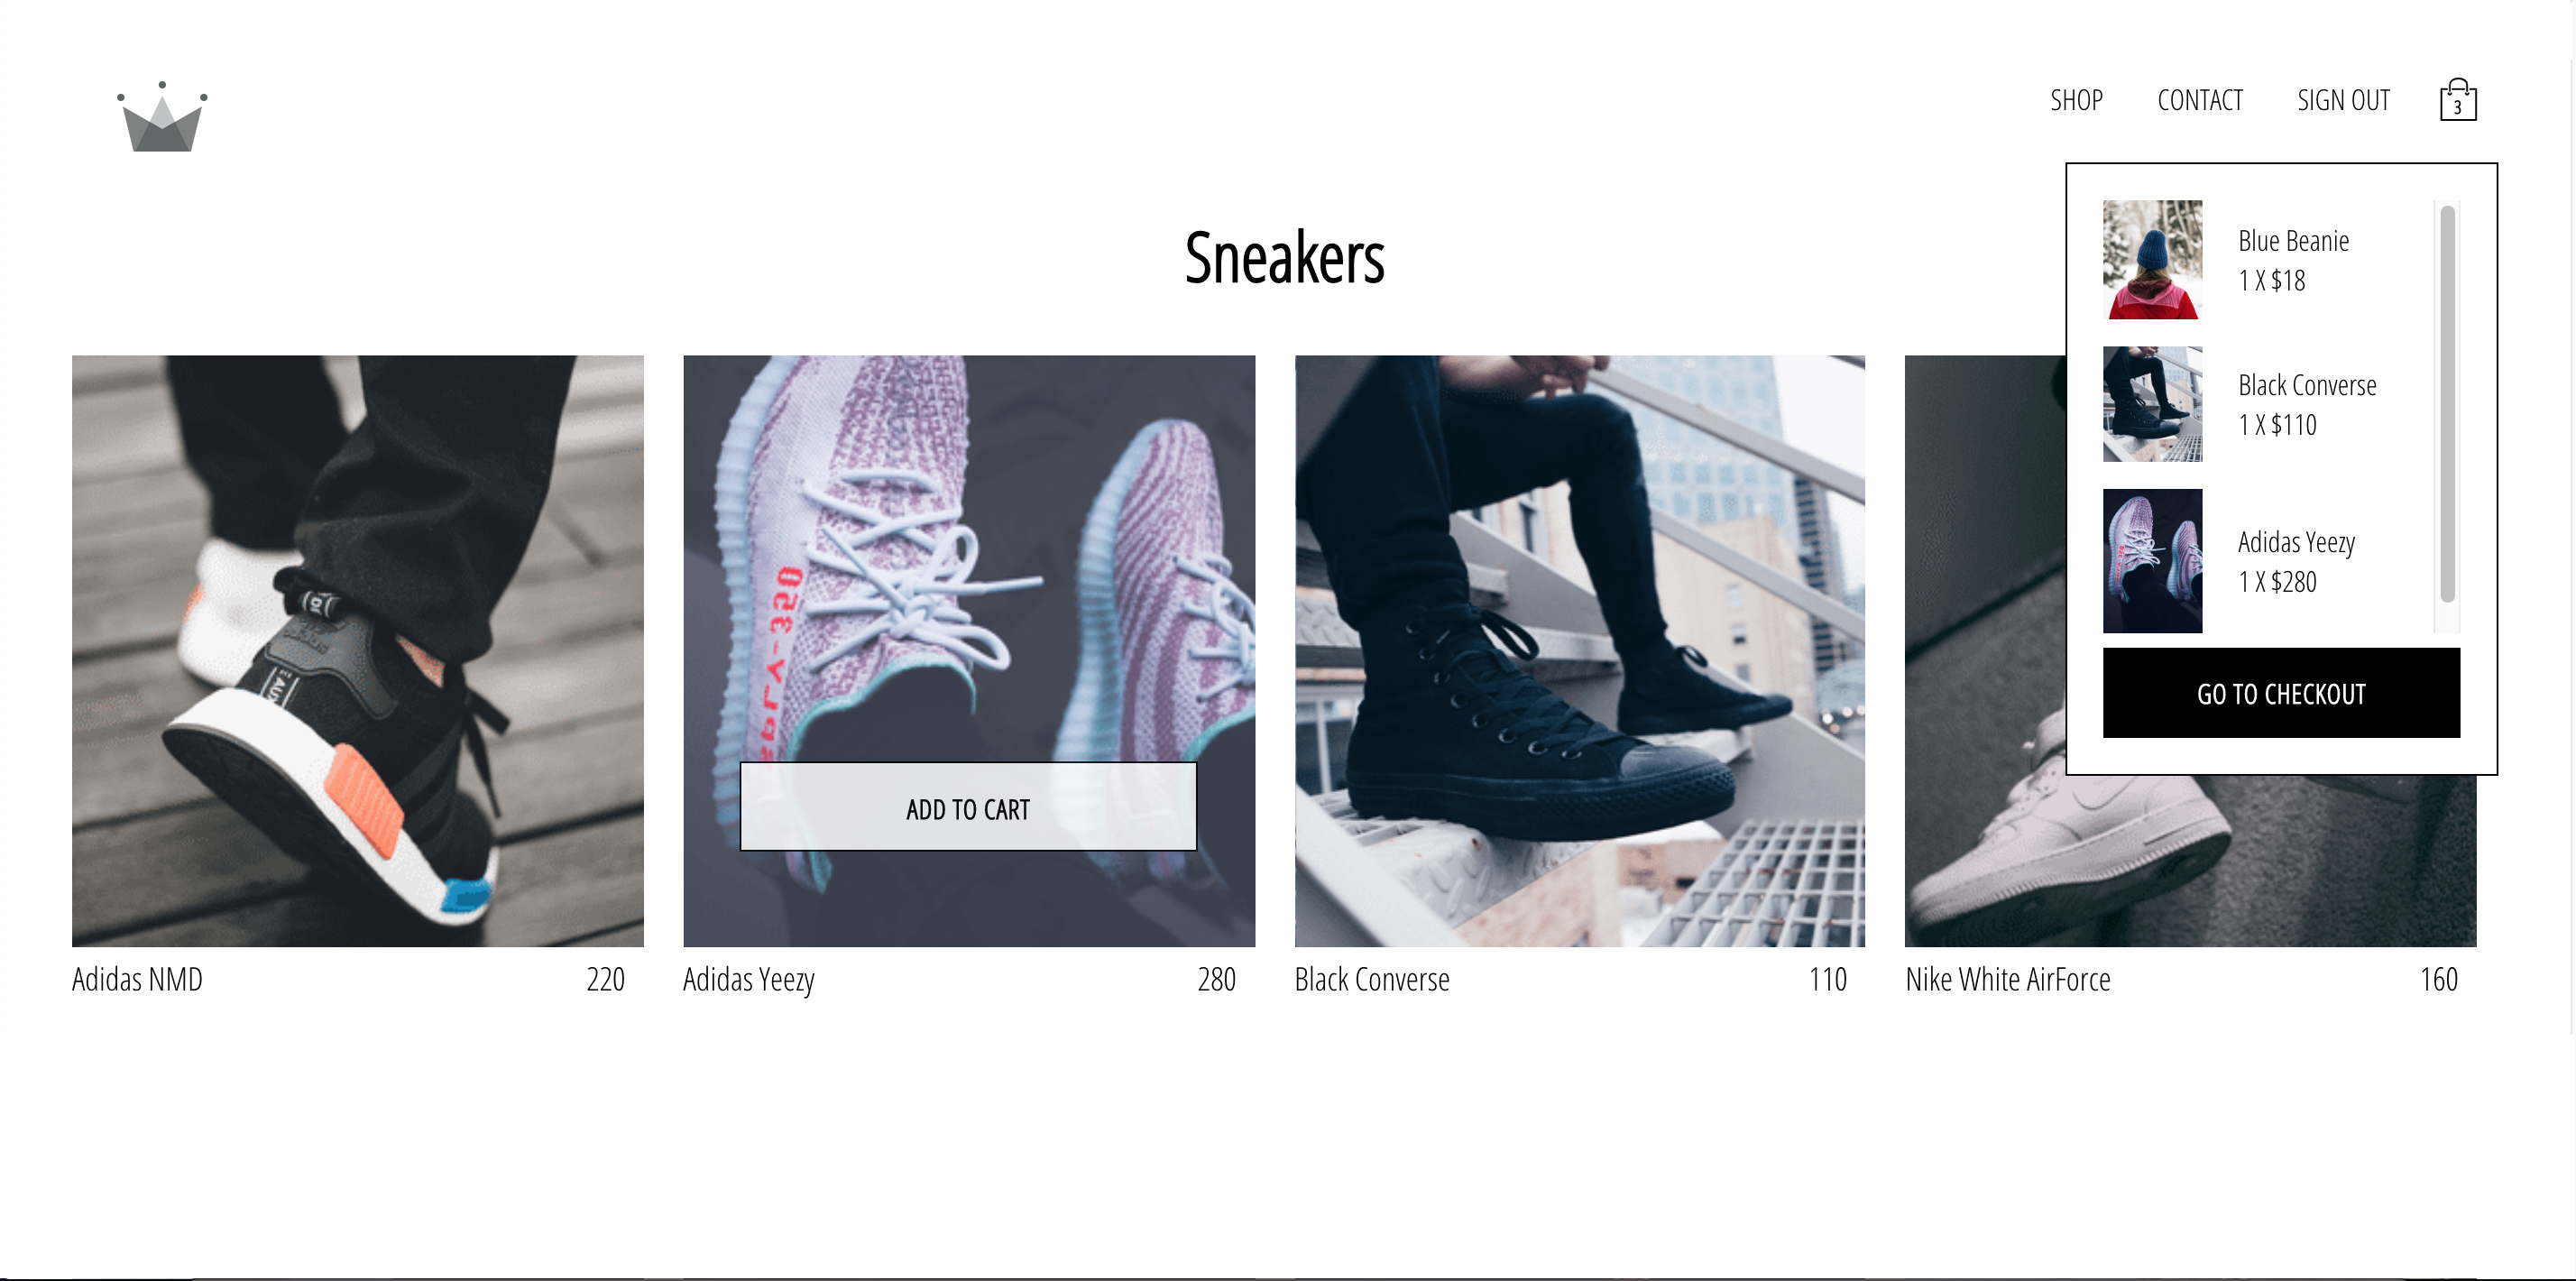 SHOP CONTACT SIGN OUT 3
Sneakers
Blue Beanie
1 X $18
Black Converse
1 X $110
Adidas Yeezy
1 X $280
GO TO CHECKOUT
ADD TO CART
Adidas NMD 220
Adidas Yeezy 280
Black Converse 110
Nike White AirForce 160